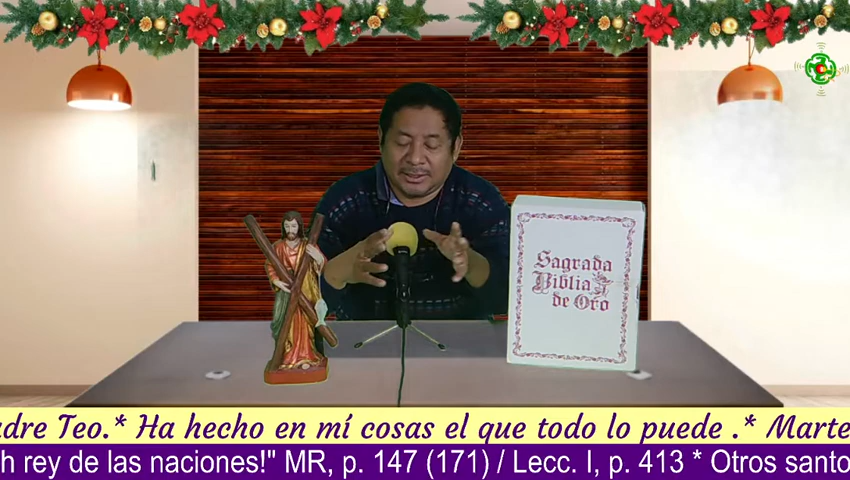 Sagrada
Biblia
de Oro
adre Teo.* Ha hecho en mí cosas el que todo lo puede .* Marte
h rey de las naciones!" MR, p. 147 (171) / Lecc. I, p. 413 * Otros santo